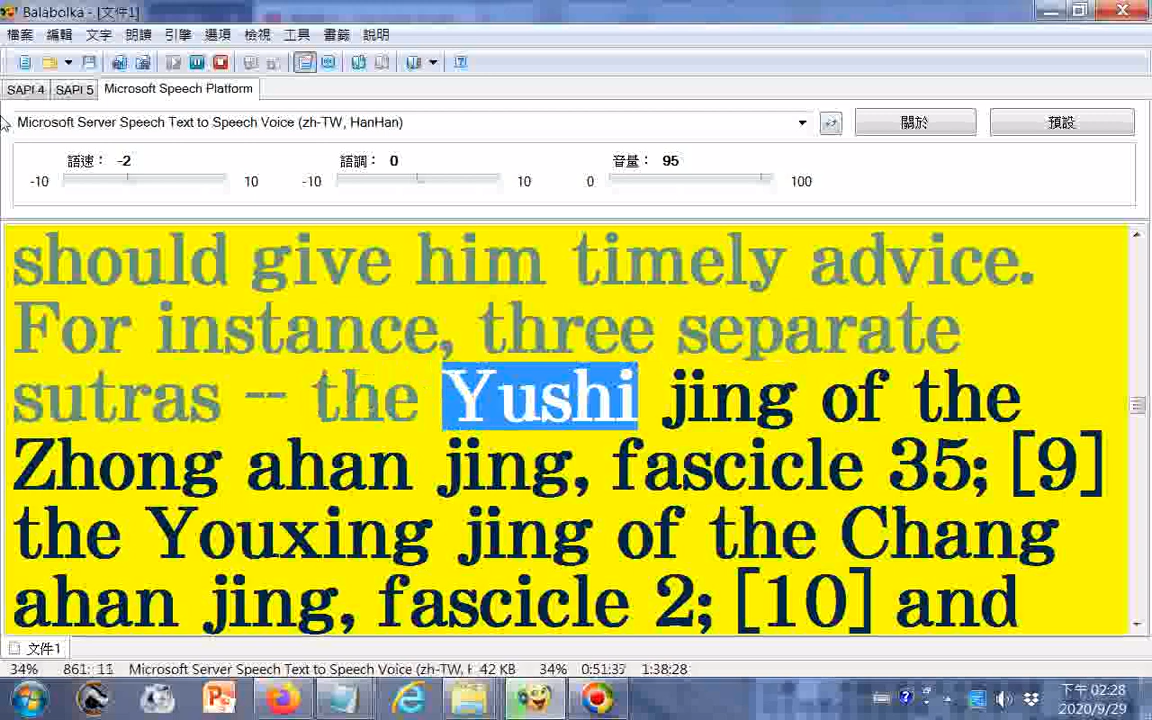 Balabolka - [文件1]
檔案 編輯 文字 朗讀 引擎 選項 檢視 工具 書籤 說明
SAPI 4 SAPI 5 Microsoft Speech Platform
Microsoft Server Speech Text to Speech Voice (zh-TW, HanHan) 關於 預設
語速： -2 語調： 0 音量： 95
-10 10 -10 10 0 100
should give him timely advice.
For instance, three separate
sutras -- the Yushi jing of the
Zhong ahan jing, fascicle 35; [9]
the Youxing jing of the Chang
ahan jing, fascicle 2; [10] and
文件1
34% 861: 11 Microsoft Server Speech Text to Speech Voice (zh-TW, H 42 KB 34% 0:51:37 1:38:28
下午 02:28
2020/9/29